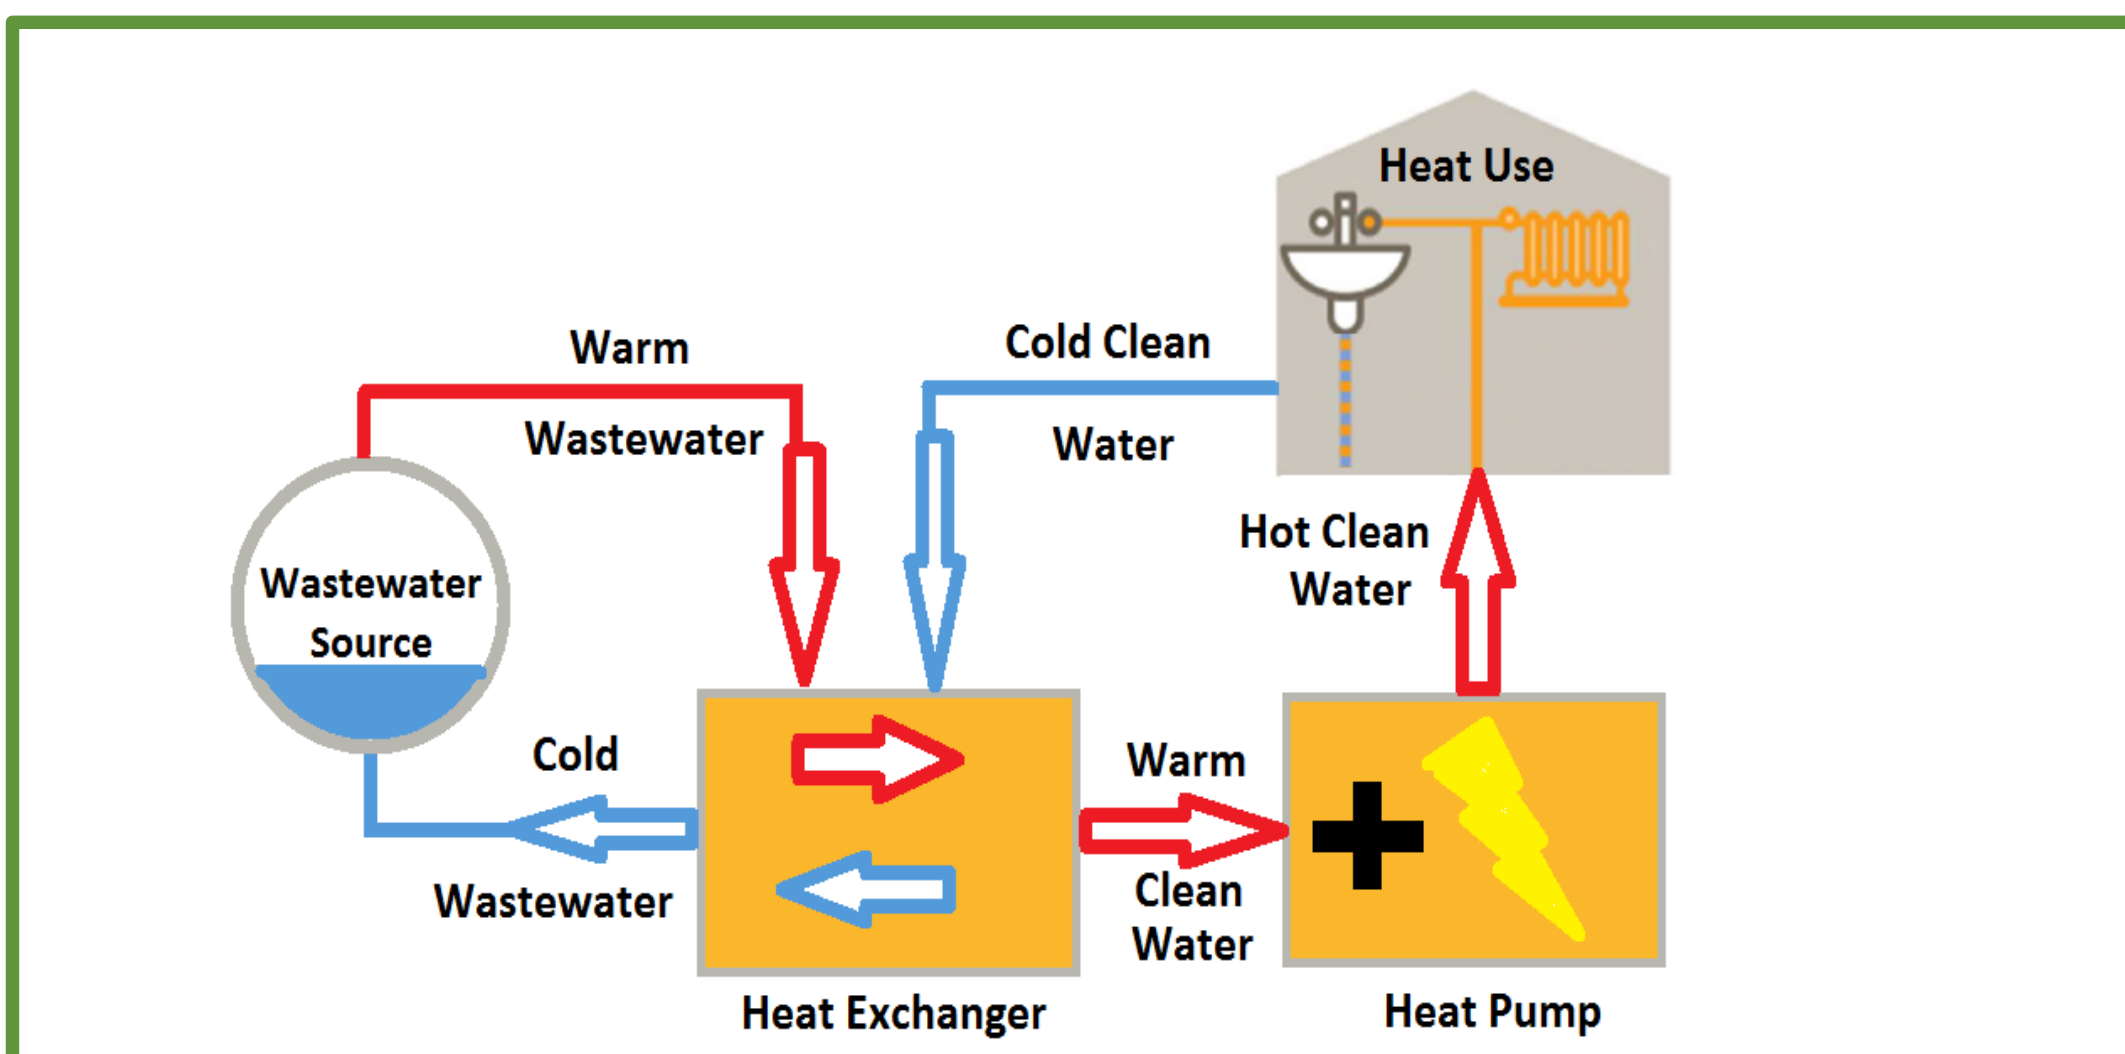 Heat Use
Warm
Wastewater
Cold Clean
Water
Hot Clean
Water
Wastewater
Source
Cold
Wastewater
Warm
Clean
Water
Heat Exchanger
Heat Pump